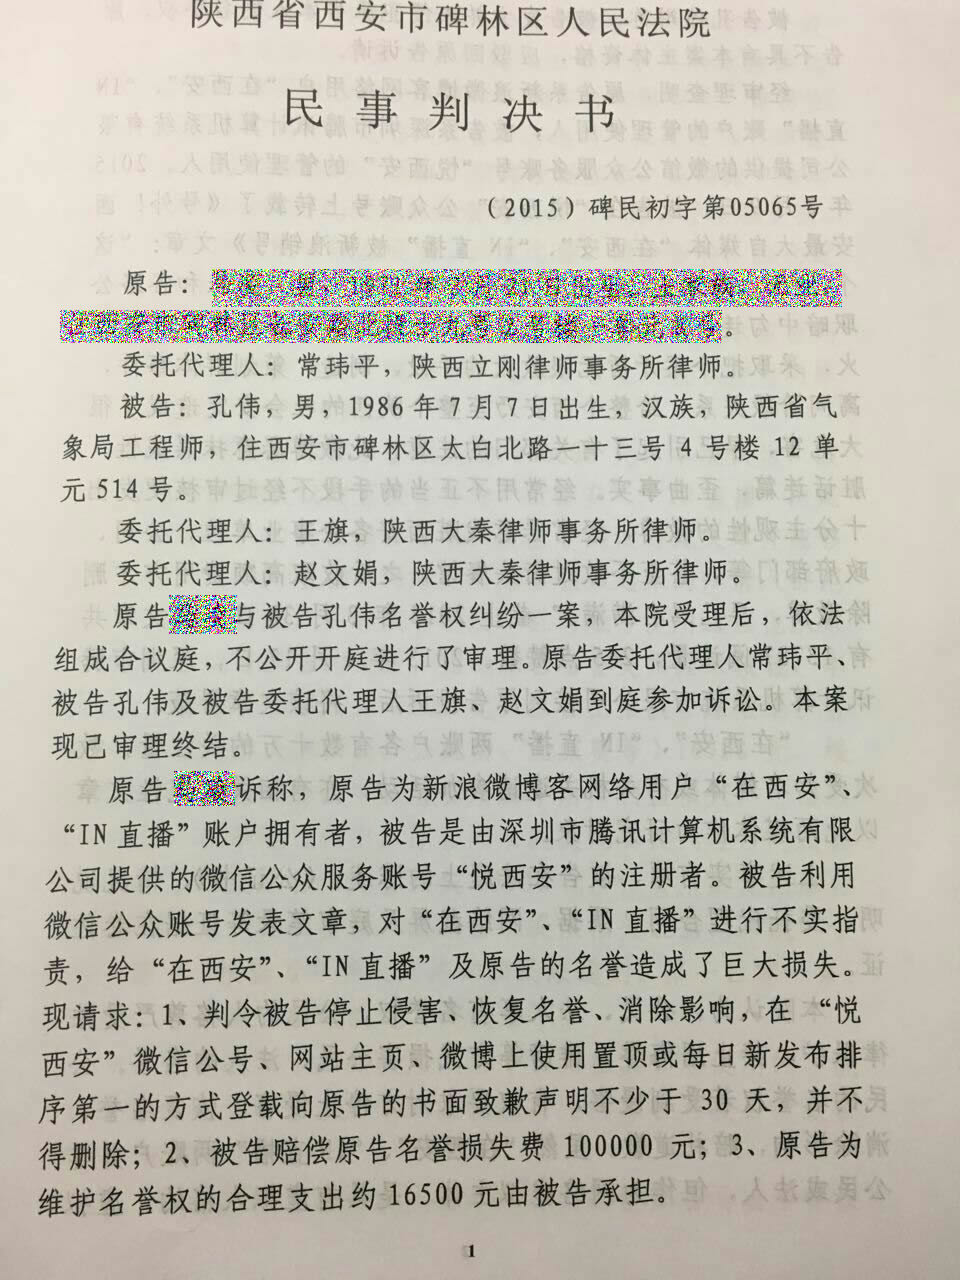 陕西省西安市碑林区人民法院
民事判决书
（2015）碑民初字第05065号
原告：
。
委托代理人：常玮平，陕西立刚律师事务所律师。
被告：孔伟，男，1986年7月7日出生，汉族，陕西省气
象局工程师，住西安市碑林区太白北路一十三号4号楼12单
元514号。
委托代理人：王旗，陕西大秦律师事务所律师。
委托代理人：赵文娟，陕西大秦律师事务所律师。
原告与被告孔伟名誉权纠纷一案，本院受理后，依法
组成合议庭，不公开开庭进行了审理。原告委托代理人常玮平、
被告孔伟及被告委托代理人王旗、赵文娟到庭参加诉讼。本案
现已审理终结。
原告诉称，原告为新浪微博客网络用户“在西安”、
“IN直播”账户拥有者，被告是由深圳市腾讯计算机系统有限
公司提供的微信公众服务账号“悦西安”的注册者。被告利用
微信公众账号发表文章，对“在西安”、“IN直播”进行不实指
责，给“在西安”、“IN直播”及原告的名誉造成了巨大损失。
现请求：1、判令被告停止侵害、恢复名誉、消除影响，在“悦
西安”微信公号、网站主页、微博上使用置顶或每日新发布排
序第一的方式登载向原告的书面致歉声明不少于30天，并不
得删除；2、被告赔偿原告名誉损失费100000元；3、原告为
维护名誉权的合理支出约16500元由被告承担。
1